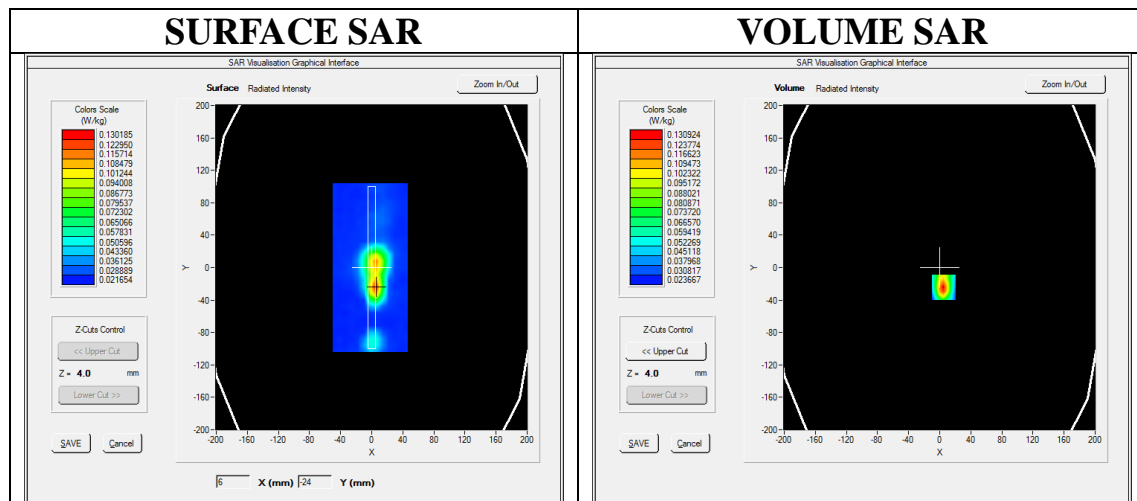 SURFACE SAR
SAR Visualisation Graphical Interface
Surface Radiated Intensity
Zoom In/Out
Colors Scale
(W/kg)
0.130185
0.122950
0.115714
0.108479
0.101244
0.094008
0.086773
0.079537
0.072302
0.065066
0.057831
0.050596
0.043360
0.036125
0.028889
0.021654
Z-Cuts Control
<< Upper Cut
Z = 4.0 mm
Lower Cut >>
SAVE Cancel
200
160
120
80
40
0
-40
-80
-120
-160
-200
Y
-200 -160 -120 -80 -40 0 40 80 120 160 200
X
6 X (mm) -24 Y (mm)
VOLUME SAR
SAR Visualisation Graphical Interface
Volume Radiated Intensity
Zoom In/Out
Colors Scale
(W/kg)
0.130924
0.123774
0.116623
0.109473
0.102322
0.095172
0.088021
0.080871
0.073720
0.066570
0.059419
0.052269
0.045118
0.037968
0.030817
0.023667
Z-Cuts Control
<< Upper Cut
Z = 4.0 mm
Lower Cut >>
SAVE Cancel
200
160
120
80
40
0
-40
-80
-120
-160
-200
Y
-200 -160 -120 -80 -40 0 40 80 120 160 200
X